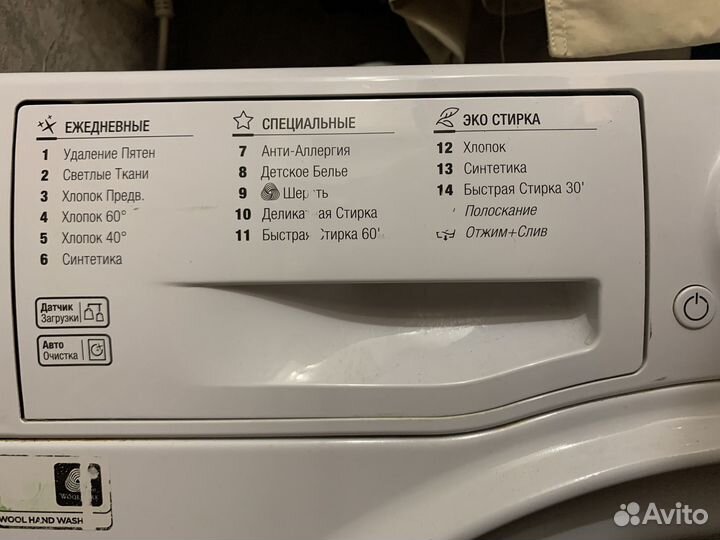 ЕЖЕДНЕВНЫЕ
1 Удаление Пятен
2 Светлые Ткани
3 Хлопок Предв.
4 Хлопок 60°
5 Хлопок 40°
6 Синтетика
СПЕЦИАЛЬНЫЕ
7 Анти-Аллергия
8 Детское Белье
9 Шерсть
10 Деликатная Стирка
11 Быстрая Стирка 60'
ЭКО СТИРКА
12 Хлопок
13 Синтетика
14 Быстрая Стирка 30'
Полоскание
Отжим+Слив
Датчик
Загрузки
Авто
Очистка
WOOL HAND WASH
Avito